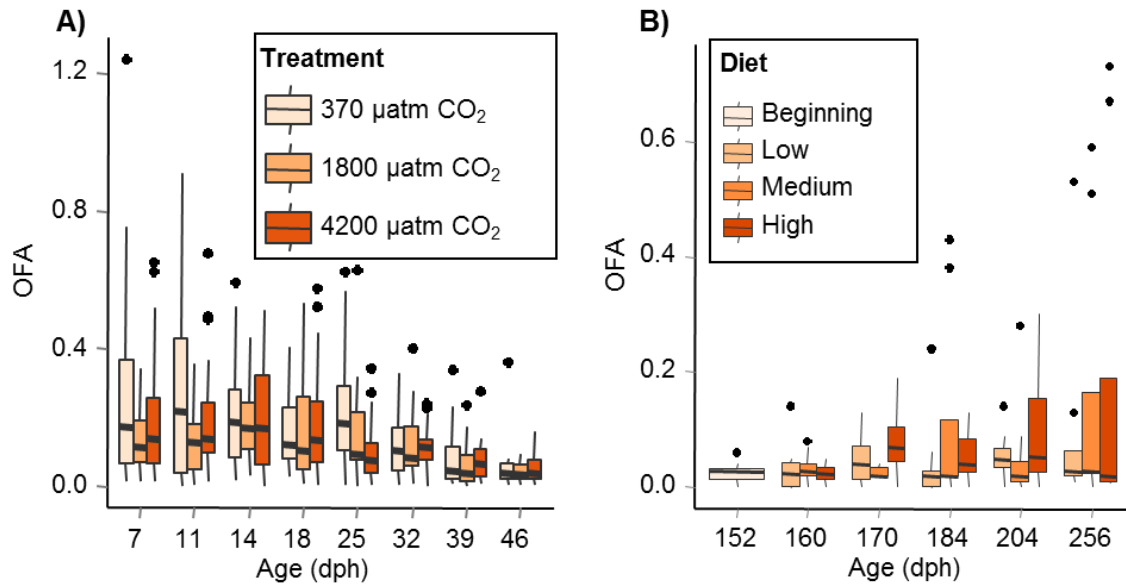 A)
Treatment
370 µatm CO₂
1800 µatm CO₂
4200 µatm CO₂
OFA
1.2
0.8
0.4
0.0
7 11 14 18 25 32 39 46
Age (dph)
B)
Diet
Beginning
Low
Medium
High
OFA
0.6
0.4
0.2
0.0
152 160 170 184 204 256
Age (dph)